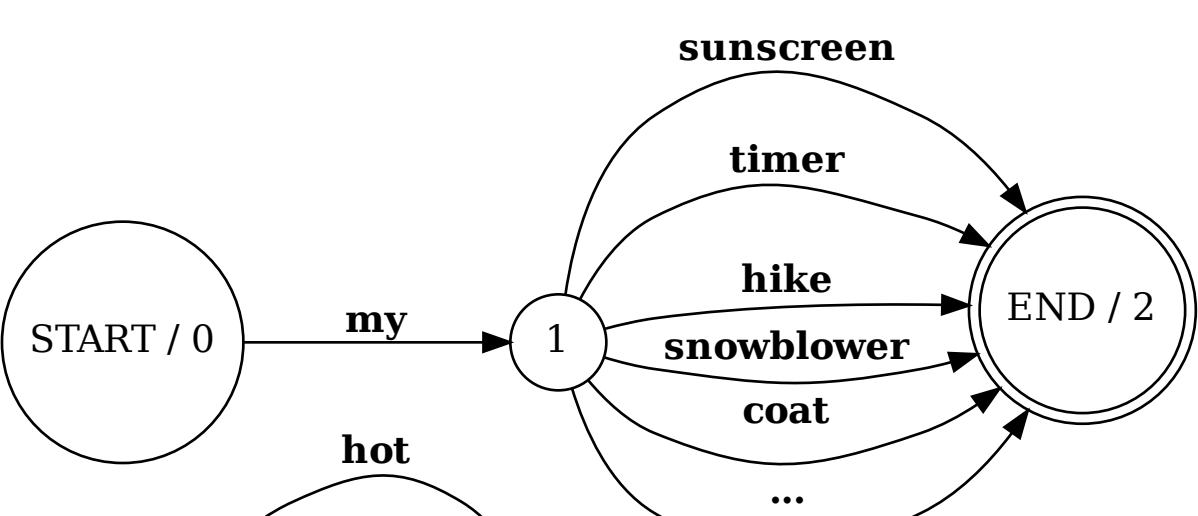 sunscreen
timer
hike
START / 0
my
1
snowblower
END / 2
coat
hot
...